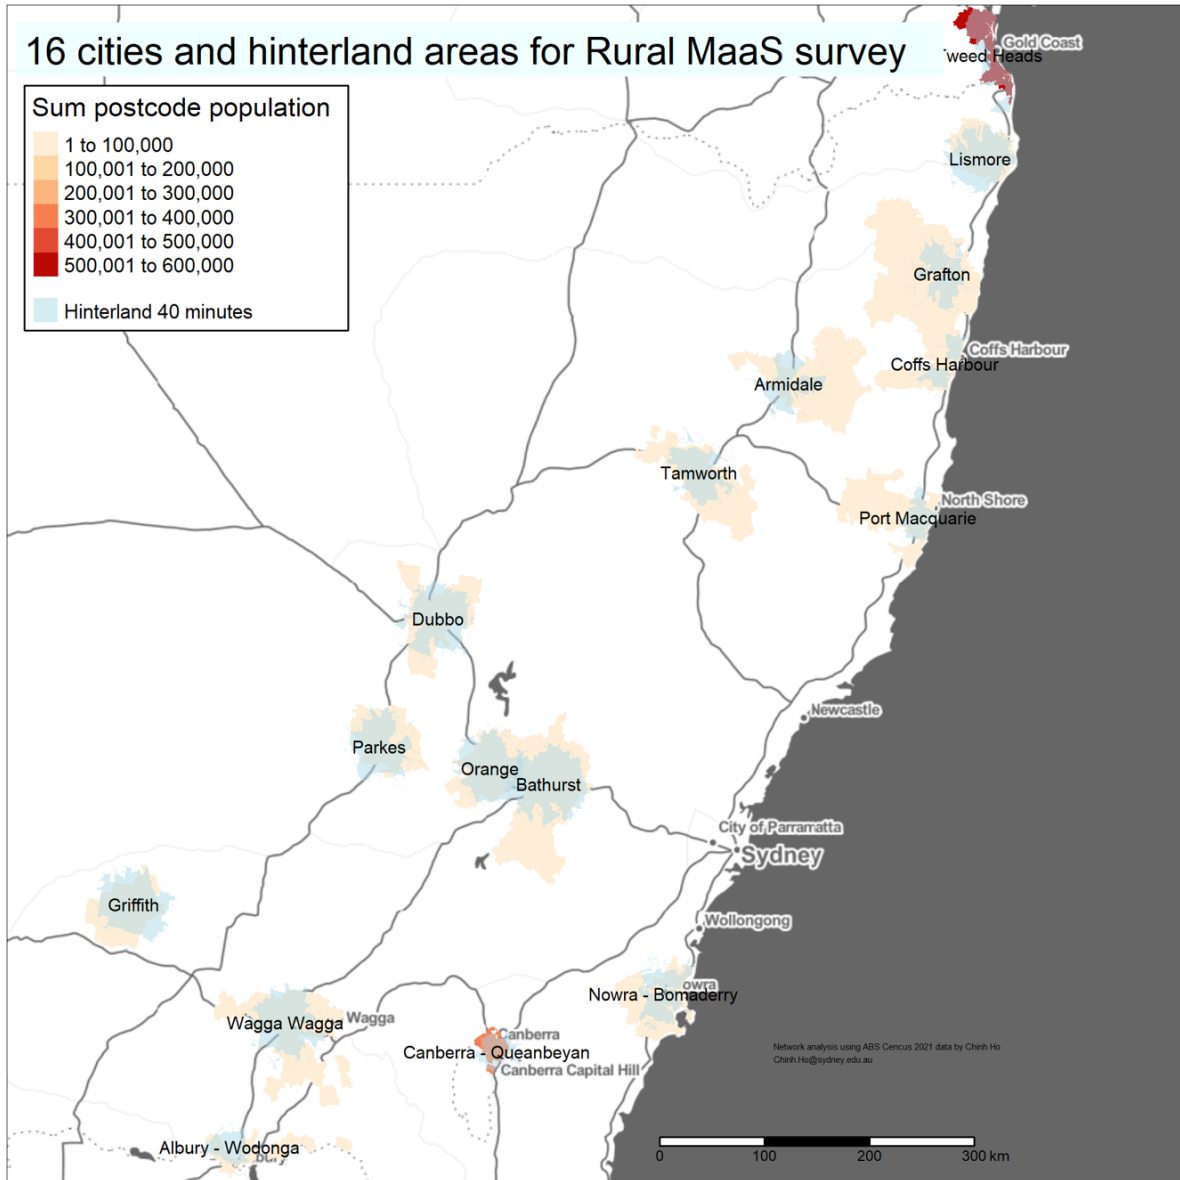 16 cities and hinterland areas for Rural MaaS survey
Sum postcode population
1 to 100,000
100,001 to 200,000
200,001 to 300,000
300,001 to 400,000
400,001 to 500,000
500,001 to 600,000
Hinterland 40 minutes
Gold Coast
weed Heads
Lismore
Grafton
Coffs Harbour
Coffs Harbour
Armidale
Tamworth
North Shore
Port Macquarie
Dubbo
Newcastle
Parkes
Orange
Bathurst
City of Parramatta
Sydney
Griffith
Wollongong
owra
Nowra - Bomaderry
Wagga Wagga
Wagga
Canberra
Canberra - Queanbeyan
Canberra Capital Hill
Network analysis using ABS Cencus 2021 data by Chinh Ho
Chinh.Ho@sydney.edu.au
Albury - Wodonga
bury
0 100 200 300 km